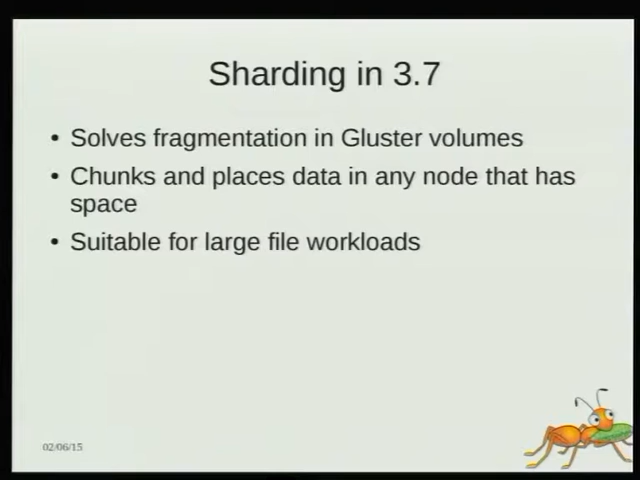 Sharding in 3.7
• Solves fragmentation in Gluster volumes
• Chunks and places data in any node that has
space
• Suitable for large file workloads
02/06/15